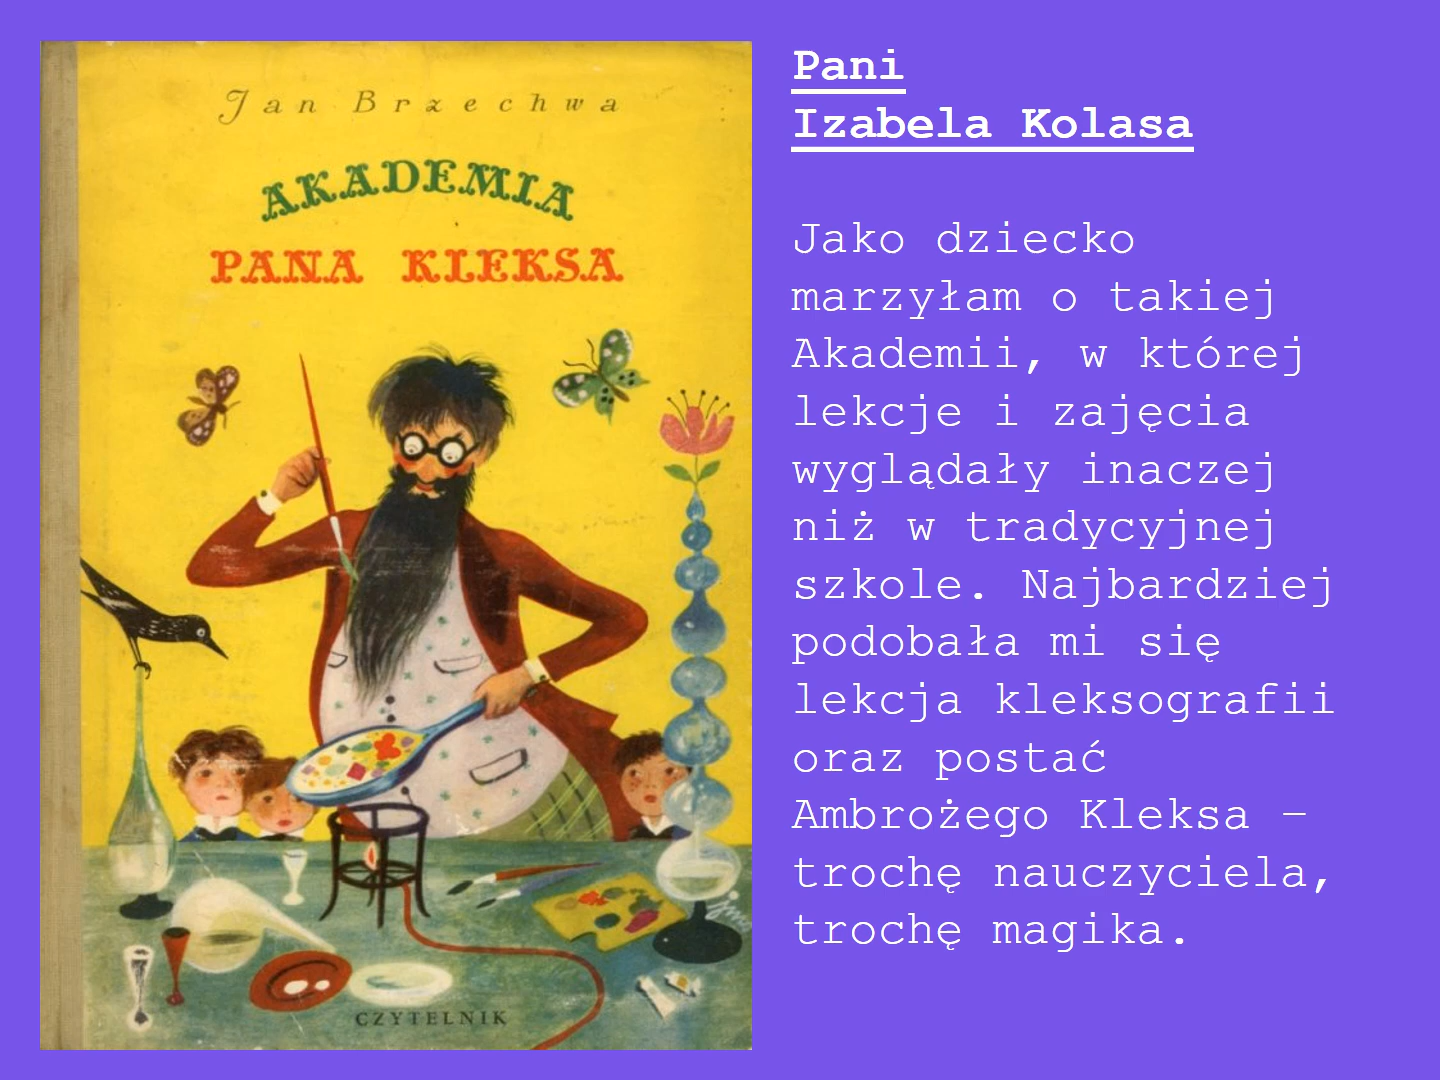 Jan Brzechwa
AKADEMIA
PANA KLEKSA
CZYTELNIK
Pani
Izabela Kolasa
Jako dziecko
marzyłam o takiej
Akademii, w której
lekcje i zajęcia
wyglądały inaczej
niż w tradycyjnej
szkole. Najbardziej
podobała mi się
lekcja kleksografii
oraz postać
Ambrożego Kleksa –
trochę nauczyciela,
trochę magika.